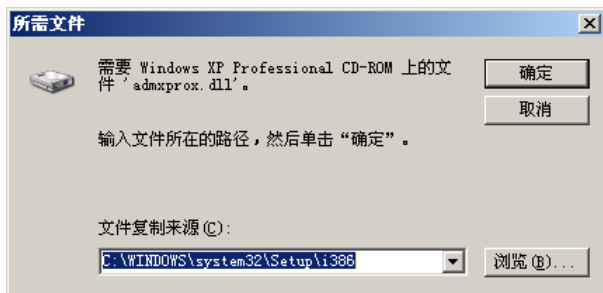 所需文件
需要 Windows XP Professional CD-ROM 上的文
件 'admxprox.dll'。
确定
取消
输入文件所在的路径，然后单击“确定”。
文件复制来源(C):
C:\WINDOWS\system32\Setup\i386
浏览(B)...